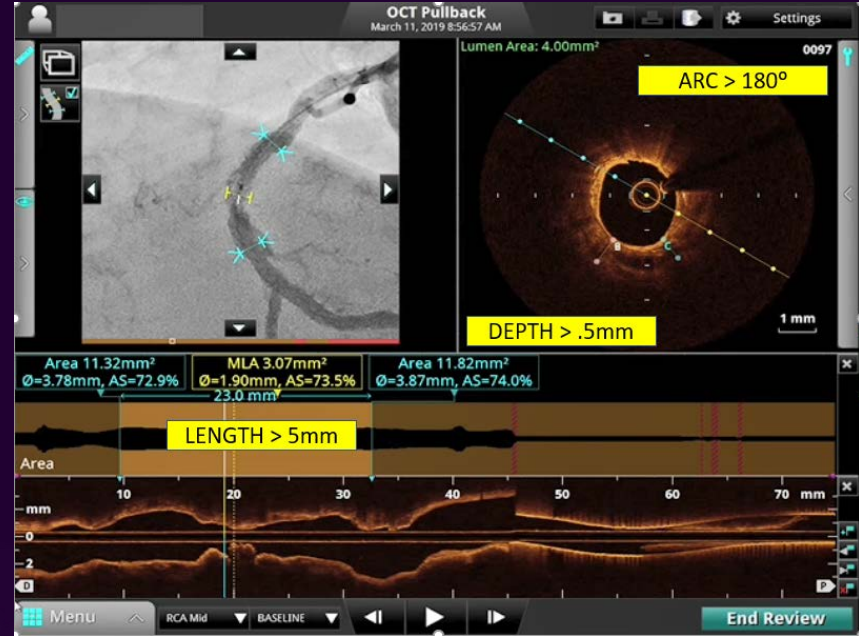 OCT Pullback
March 11, 2019 8:56:57 AM
Settings
Lumen Area: 4.00mm²
0097
ARC > 180º
B
C
1 mm
DEPTH > .5mm
Area 11.32mm²
Ø=3.78mm, AS=72.9%
MLA 3.07mm²
Ø=1.90mm, AS=73.5%
Area 11.82mm²
Ø=3.87mm, AS=74.0%
23.0 mm
LENGTH > 5mm
Area
10 20 30 40 50 60 70 mm
mm
0
2
D
P
Menu
RCA Mid
BASELINE
End Review